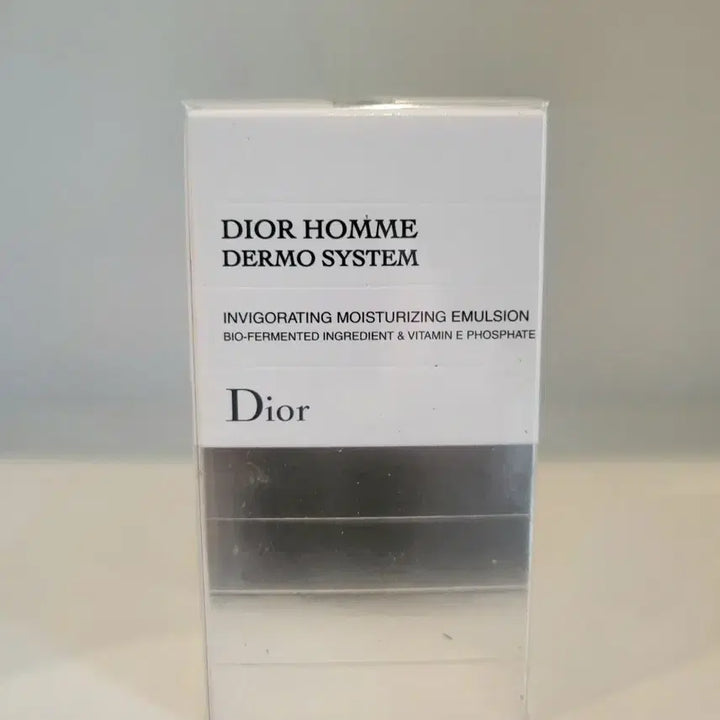 DIOR HOMME
DERMO SYSTEM
INVIGORATING MOISTURIZING EMULSION
BIO-FERMENTED INGREDIENT & VITAMIN E PHOSPHATE
Dior